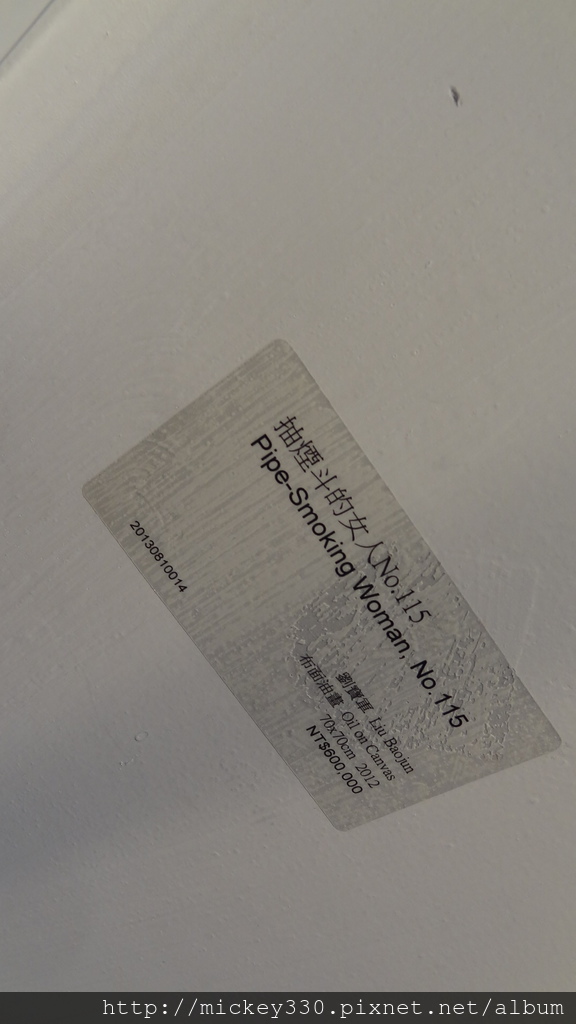 抽煙斗的女人No.115
Pipe-Smoking Woman, No.115
劉寶軍 Liu Baojun
布面油畫 Oil on Canvas
70x70cm 2012
NT$600,000
20130810014
http://mickey330.pixnet.net/album